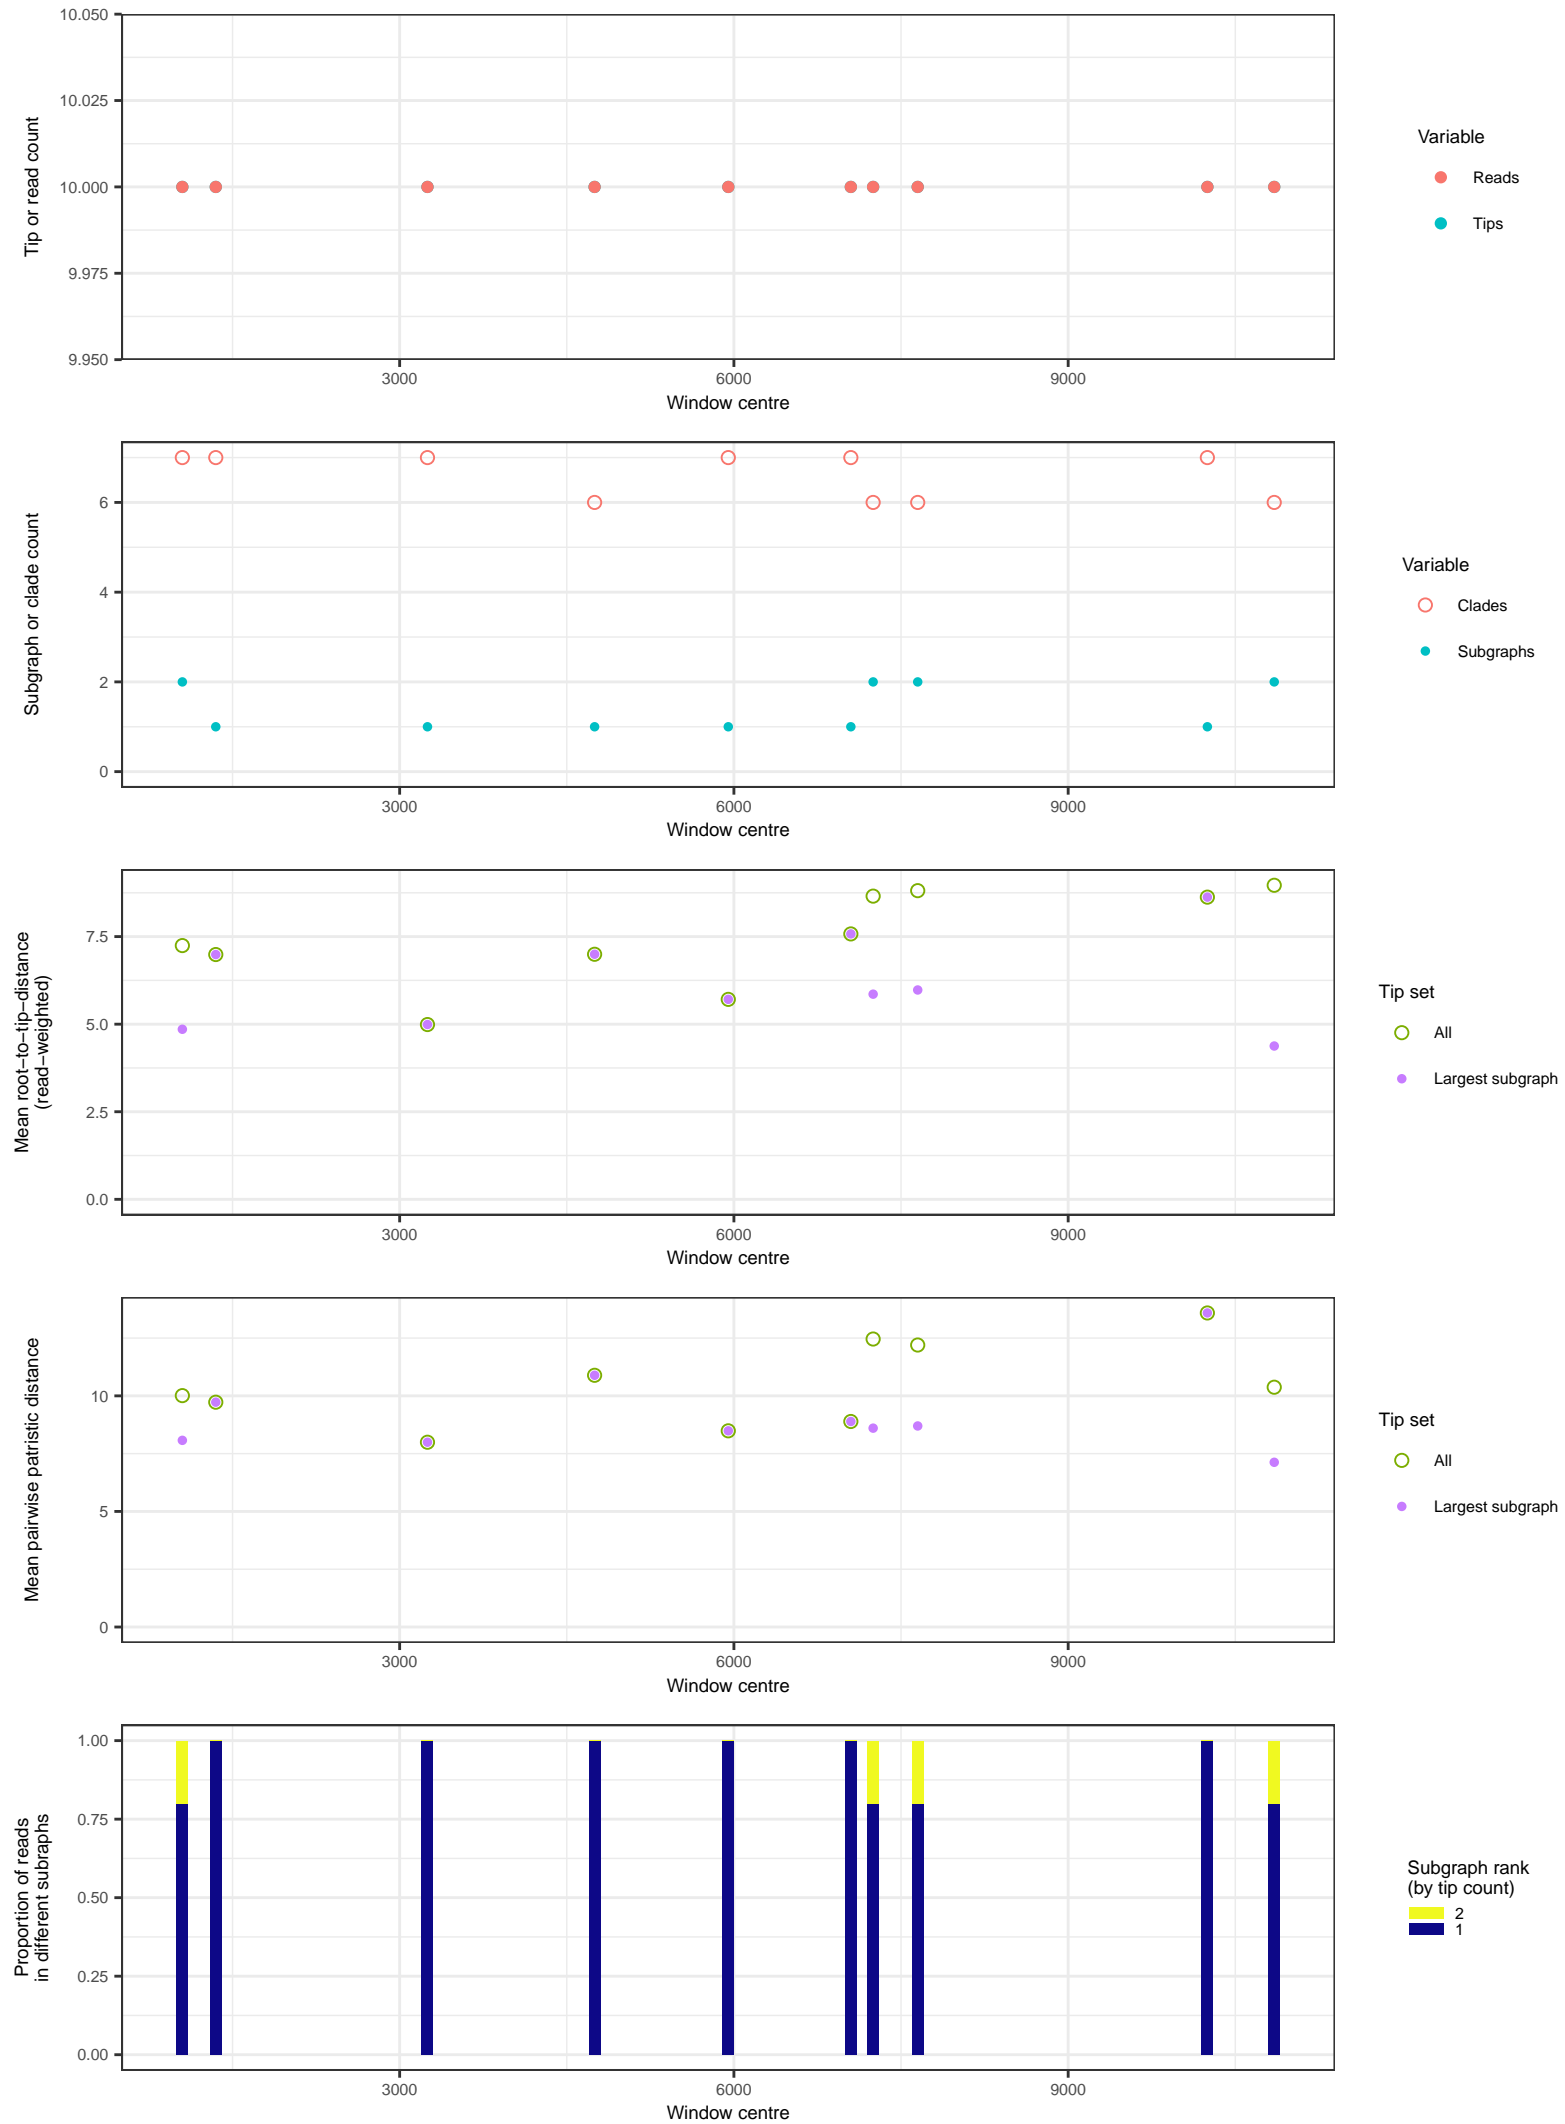 10.050
10.025
10.000
9.975
9.950
Tip or read count
3000 6000 9000
Window centre
Variable
Reads
Tips
6
4
2
0
Subgraph or clade count
3000 6000 9000
Window centre
Variable
Clades
Subgraphs
7.5
5.0
2.5
0.0
Mean root−to−tip−distance
(read−weighted)
3000 6000 9000
Window centre
Tip set
All
Largest subgraph
10
5
0
Mean pairwise patristic distance
3000 6000 9000
Window centre
Tip set
All
Largest subgraph
1.00
0.75
0.50
0.25
0.00
Proportion of reads
in different subraphs
3000 6000 9000
Window centre
Subgraph rank
(by tip count)
2
1